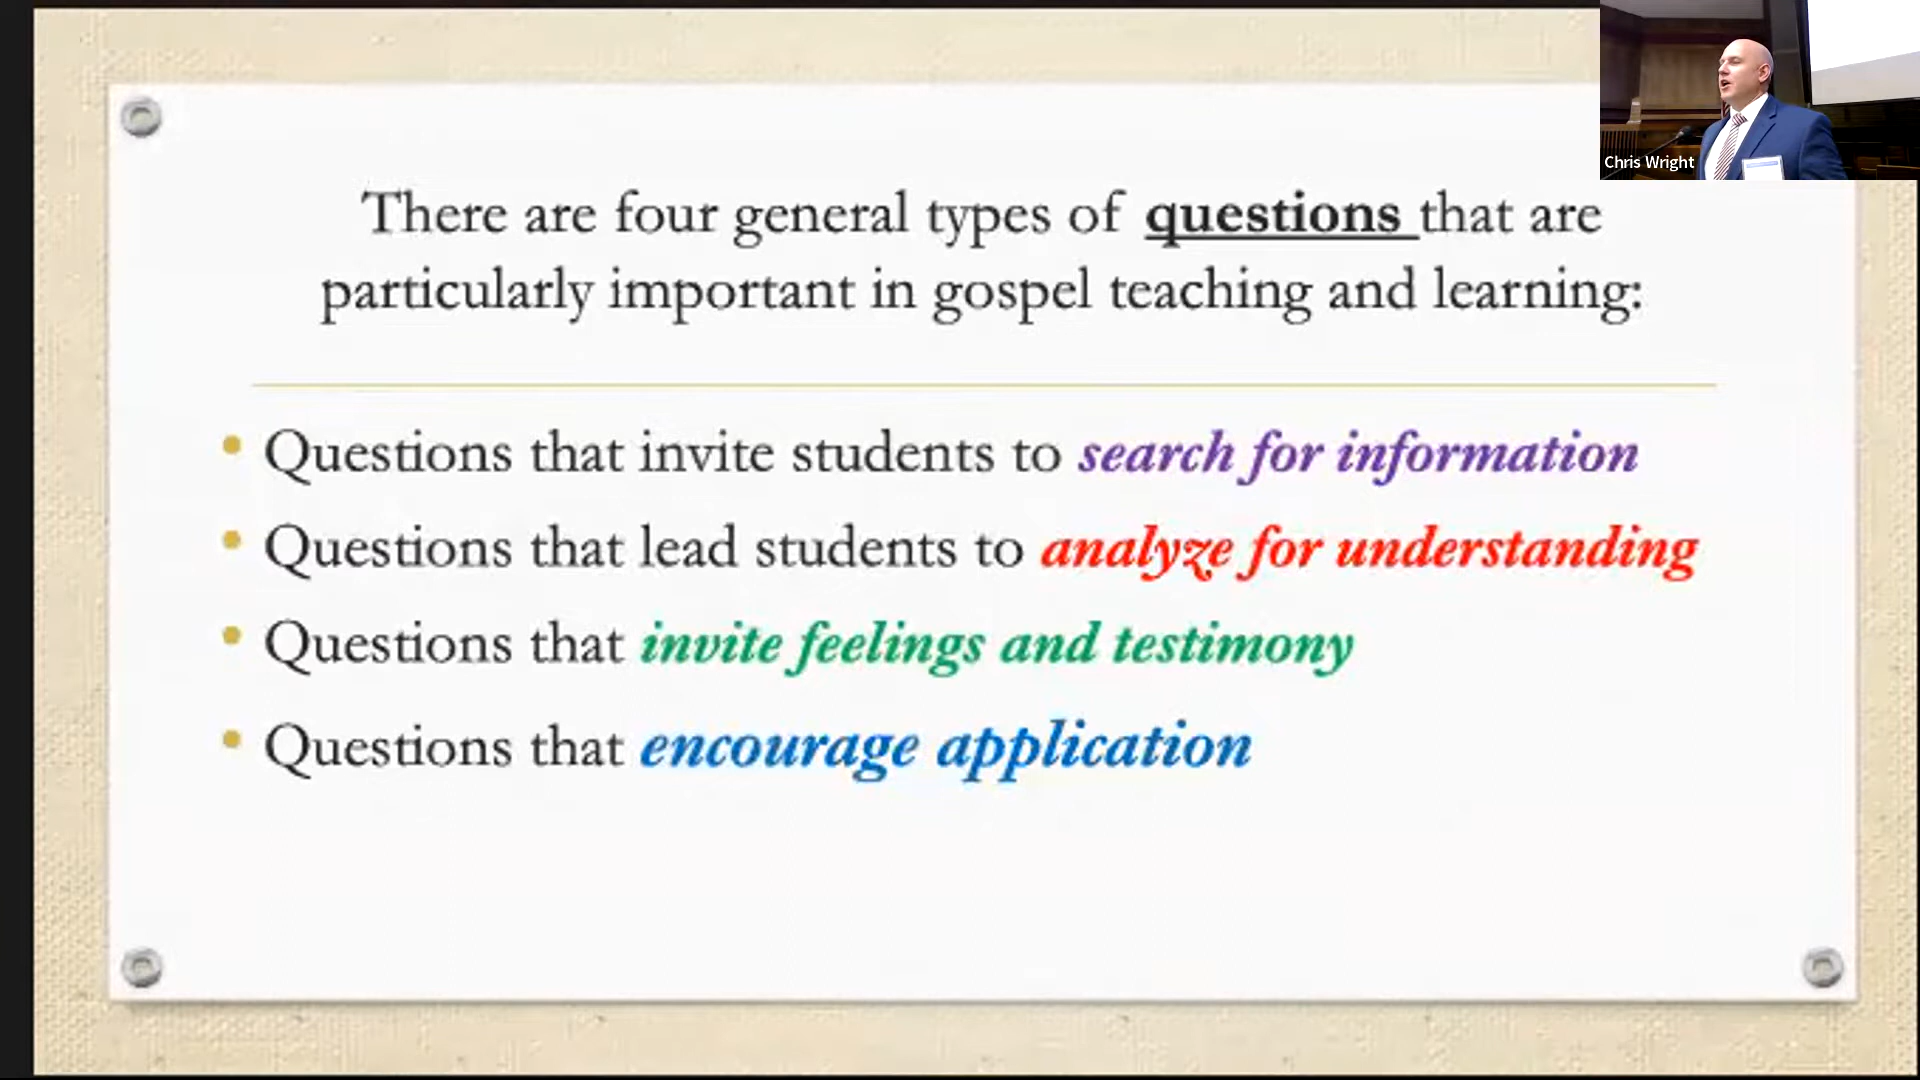 There are four general types of questions that are
particularly important in gospel teaching and learning:
• Questions that invite students to search for information
• Questions that lead students to analyze for understanding
• Questions that invite feelings and testimony
• Questions that encourage application
Chris Wright